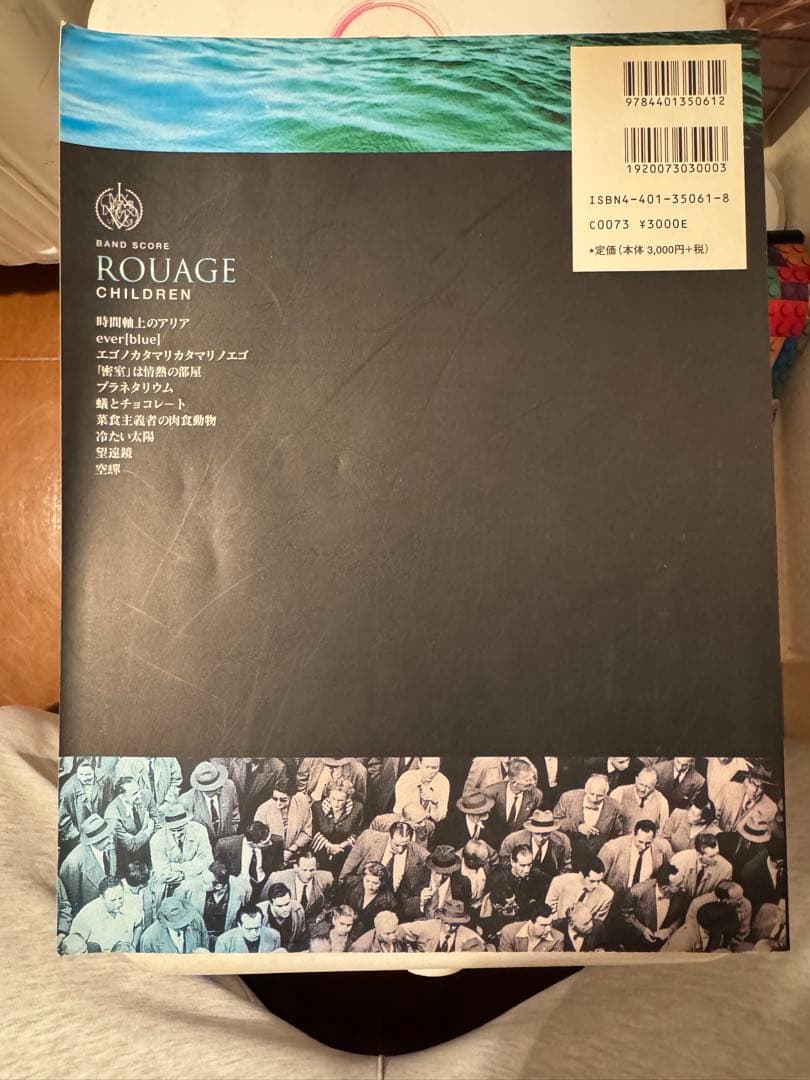 9784401350612
1920073030003
ISBN4-401-35061-8
C0073 ¥3000E
*定価(本体 3,000円+税)
BAND SCORE
ROUAGE
CHILDREN
時間軸上のアリア
ever[blue]
エゴノカタマリカタマリノエゴ
「密室」は情熱の部屋
プラネタリウム
蟻とチョコレート
菜食主義者の肉食動物
冷たい太陽
望遠鏡
空蟬